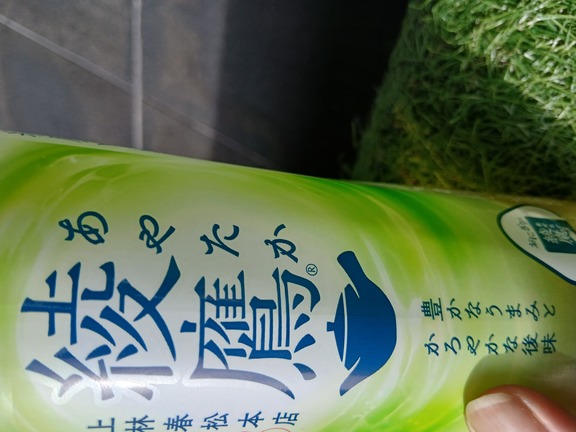 あやたか
綾鷹®
上林春松本店
豊かなうまみと
かろやかな後味